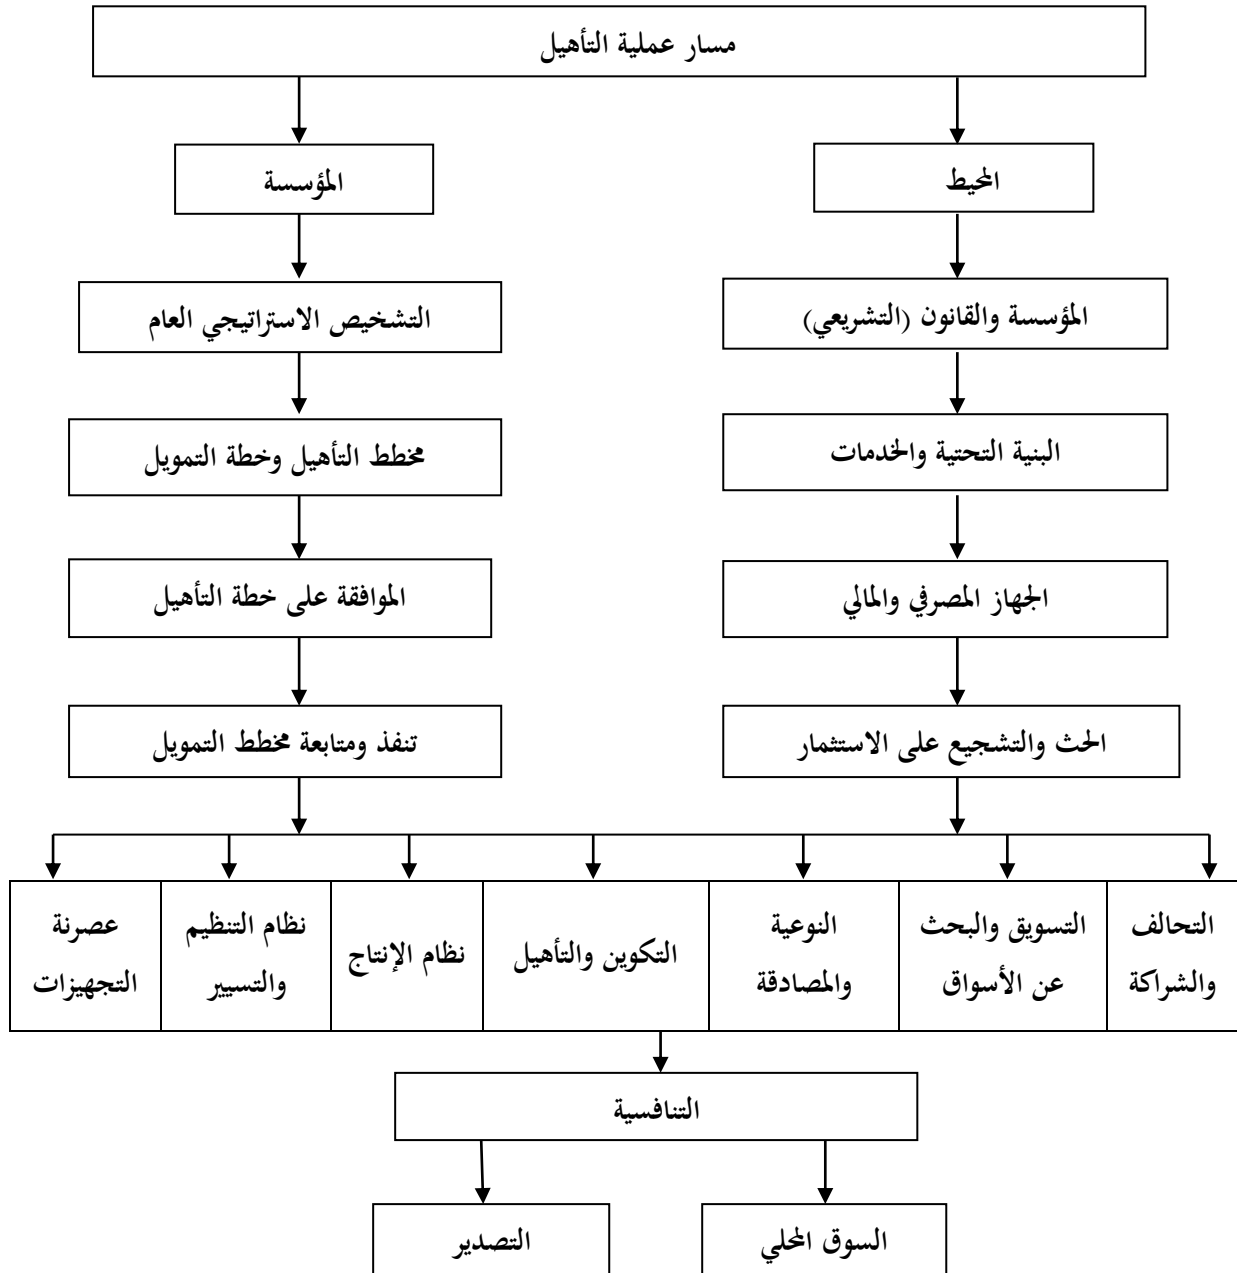 مسار عملية التأهيل
المحيط
المؤسسة
المؤسسة والقانون (التشريعي)
التشخيص الاستراتيجي العام
البنية التحتية والخدمات
مخطط التأهيل وخطة التمويل
الجهاز المصرفي والمالي
الموافقة على خطة التأهيل
الحث والتشجيع على الاستثمار
تنفذ ومتابعة مخطط التمويل
التحالف
والشراكة
التسويق والبحث
عن الأسواق
النوعية
والمصادقة
التكوين والتأهيل
نظام الإنتاج
نظام التنظيم
والتسيير
عصرنة
التجهيزات
التنافسية
السوق المحلي
التصدير